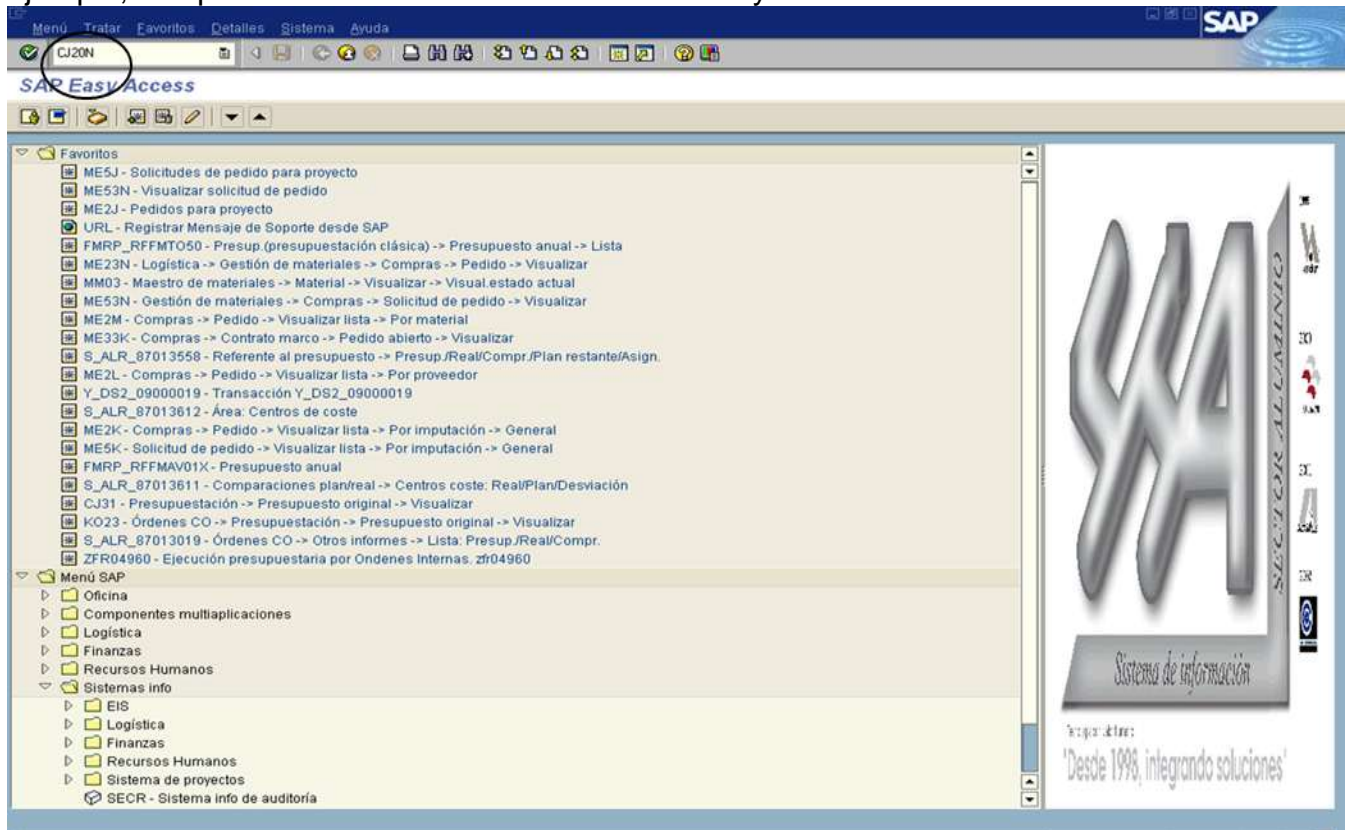 Menú Tratar Favoritos Detalles Sistema Ayuda
SAP
CJ20N
SAP Easy Access
Favoritos
ME5J - Solicitudes de pedido para proyecto
ME53N - Visualizar solicitud de pedido
ME2J - Pedidos para proyecto
URL - Registrar Mensaje de Soporte desde SAP
FMRP_RFFMTO50 - Presup.(presupuestación clásica) -> Presupuesto anual -> Lista
ME23N - Logística -> Gestión de materiales -> Compras -> Pedido -> Visualizar
MM03 - Maestro de materiales -> Material -> Visualizar -> Visual.estado actual
ME53N - Gestión de materiales -> Compras -> Solicitud de pedido -> Visualizar
ME2M - Compras -> Pedido -> Visualizar lista -> Por material
ME33K - Compras -> Contrato marco -> Pedido abierto -> Visualizar
S_ALR_87013558 - Referente al presupuesto -> Presup./Real/Compr./Plan restante/Asign.
ME2L - Compras -> Pedido -> Visualizar lista -> Por proveedor
Y_DS2_09000019 - Transacción Y_DS2_09000019
S_ALR_87013612 - Área: Centros de coste
ME2K - Compras -> Pedido -> Visualizar lista -> Por imputación -> General
ME5K - Solicitud de pedido -> Visualizar lista -> Por imputación -> General
FMRP_RFFMAV01X - Presupuesto anual
S_ALR_87013611 - Comparaciones plan/real -> Centros coste: Real/Plan/Desviación
CJ31 - Presupuestación -> Presupuesto original -> Visualizar
KO23 - Órdenes CO -> Presupuestación -> Presupuesto original -> Visualizar
S_ALR_87013019 - Órdenes CO -> Otros informes -> Lista: Presup./Real/Compr.
ZFR04960 - Ejecución presupuestaria por Ondenes Internas. zfr04960
Menú SAP
Oficina
Componentes multiaplicaciones
Logística
Finanzas
Recursos Humanos
Sistemas info
EIS
Logística
Finanzas
Recursos Humanos
Sistema de proyectos
SECR - Sistema info de auditoría
SECTOR ALUMINIO
Sistema de información
"Desde 1998, integrando soluciones"